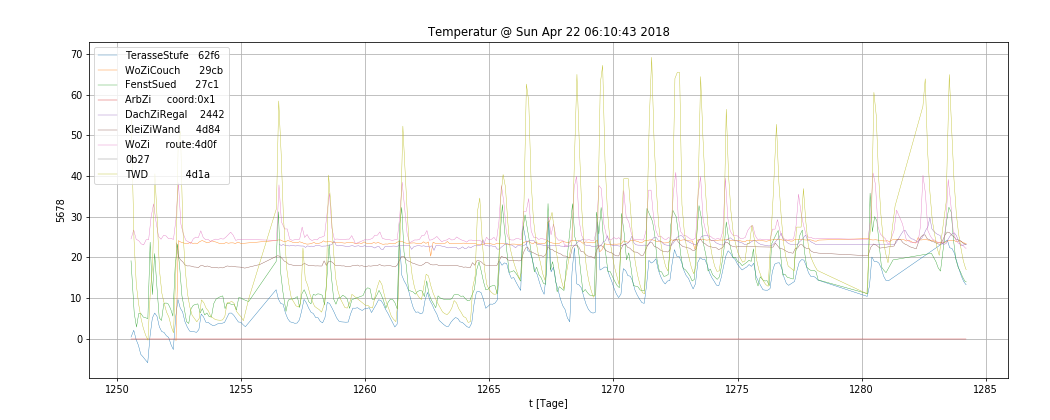 Temperatur @ Sun Apr 22 06:10:43 2018
70
60
50
40
30
20
10
0
5678
TerasseStufe 62f6
WoZiCouch 29cb
FenstSued 27c1
ArbZi coord:0x1
DachZiRegal 2442
KleiZiWand 4d84
WoZi route:4d0f
0b27
TWD 4d1a
1250 1255 1260 1265 1270 1275 1280 1285
t [Tage]